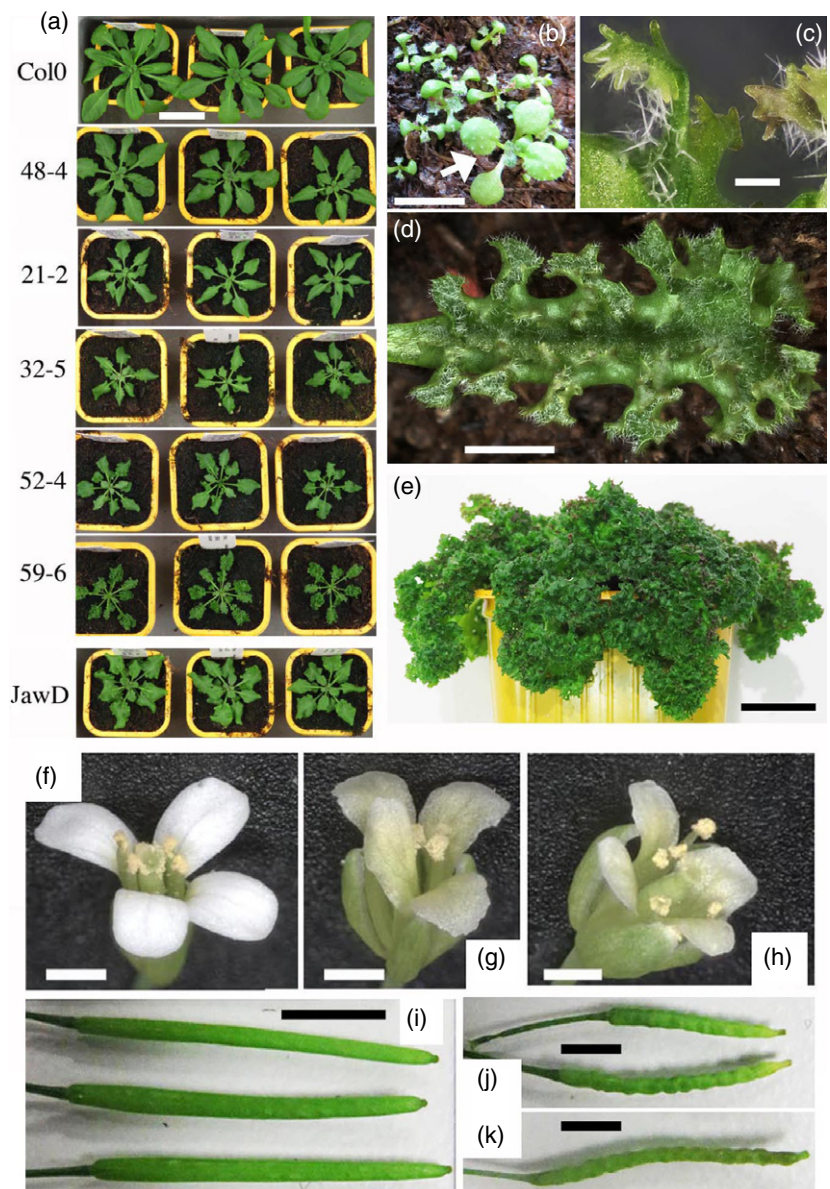 (a)
Col0
48-4
21-2
32-5
52-4
59-6
JawD
(b)
(c)
(d)
(e)
(f)
(g)
(h)
(i)
(j)
(k)